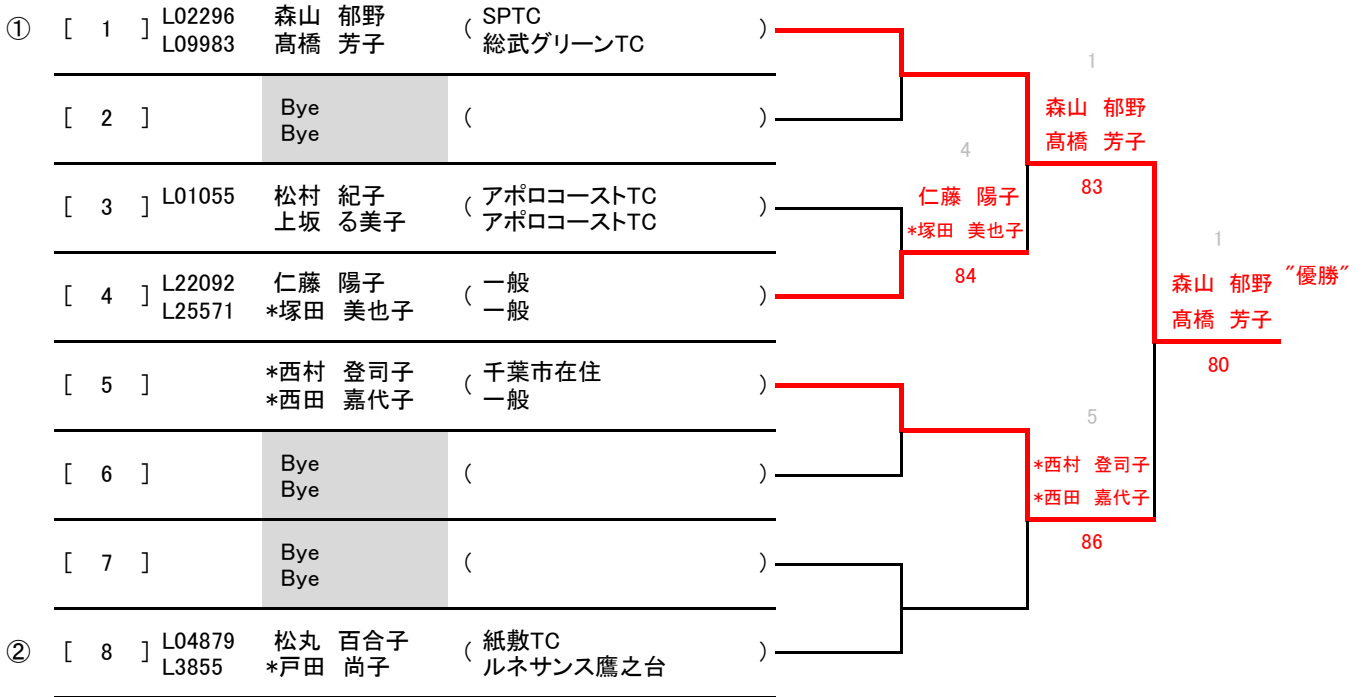 ① [ 1 ] L02296 森山 郁野 ( SPTC )
L09983 髙橋 芳子 総武グリーンTC
1
[ 2 ] Bye ( )
Bye
森山 郁野
髙橋 芳子
83
4
仁藤 陽子
*塚田 美也子
84
[ 3 ] L01055 松村 紀子 ( アポロコーストTC )
上坂 る美子 アポロコーストTC
[ 4 ] L22092 仁藤 陽子 ( 一般 )
L25571 *塚田 美也子 一般
1
森山 郁野 "優勝"
髙橋 芳子
80
[ 5 ] *西村 登司子 ( 千葉市在住 )
*西田 嘉代子 一般
5
[ 6 ] Bye ( )
Bye
*西村 登司子
*西田 嘉代子
86
[ 7 ] Bye ( )
Bye
② [ 8 ] L04879 松丸 百合子 ( 紙敷TC )
L3855 *戸田 尚子 ルネサンス鷹之台